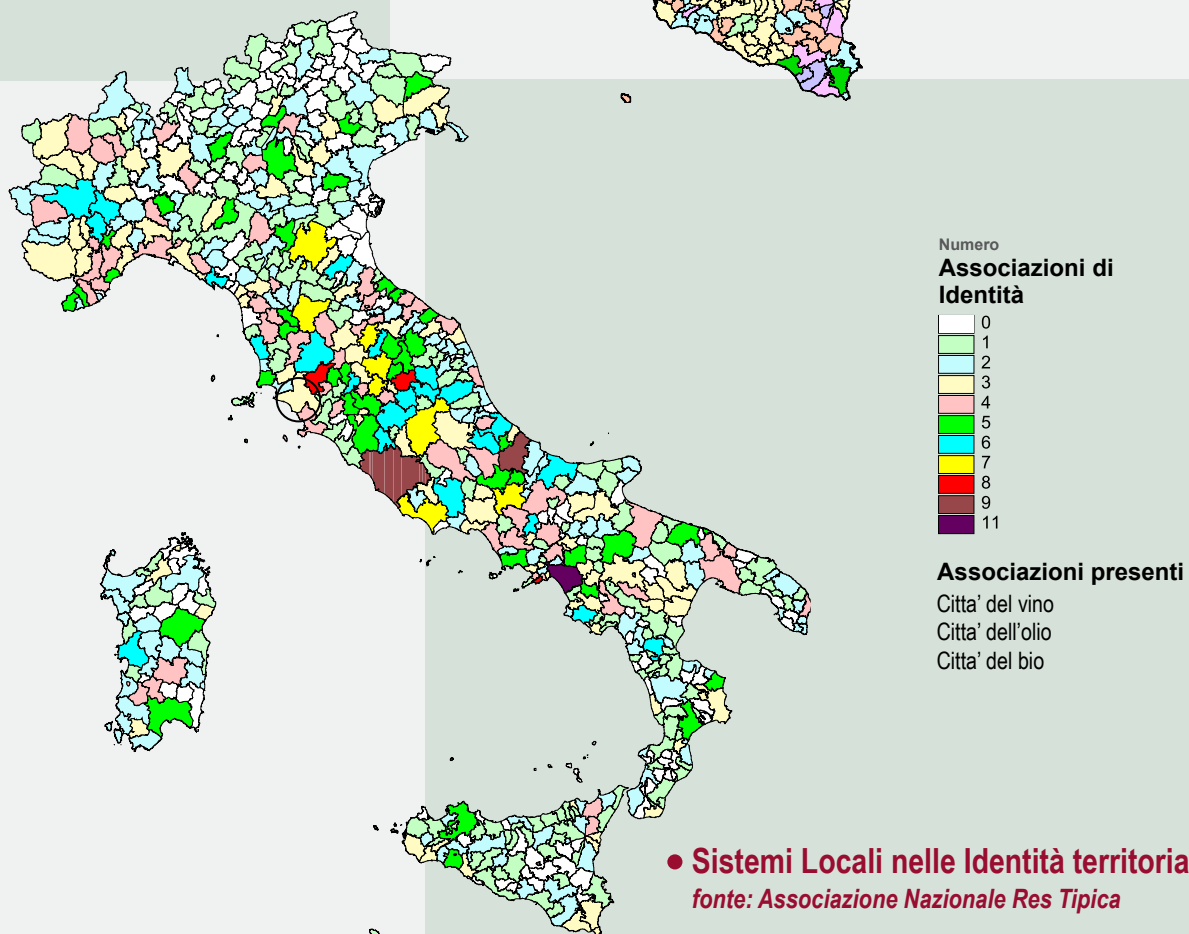 Numero
Associazioni di
Identità
0
1
2
3
4
5
6
7
8
9
11
Associazioni presenti
Citta' del vino
Citta' dell'olio
Citta' del bio
• Sistemi Locali nelle Identità territoria
fonte: Associazione Nazionale Res Tipica